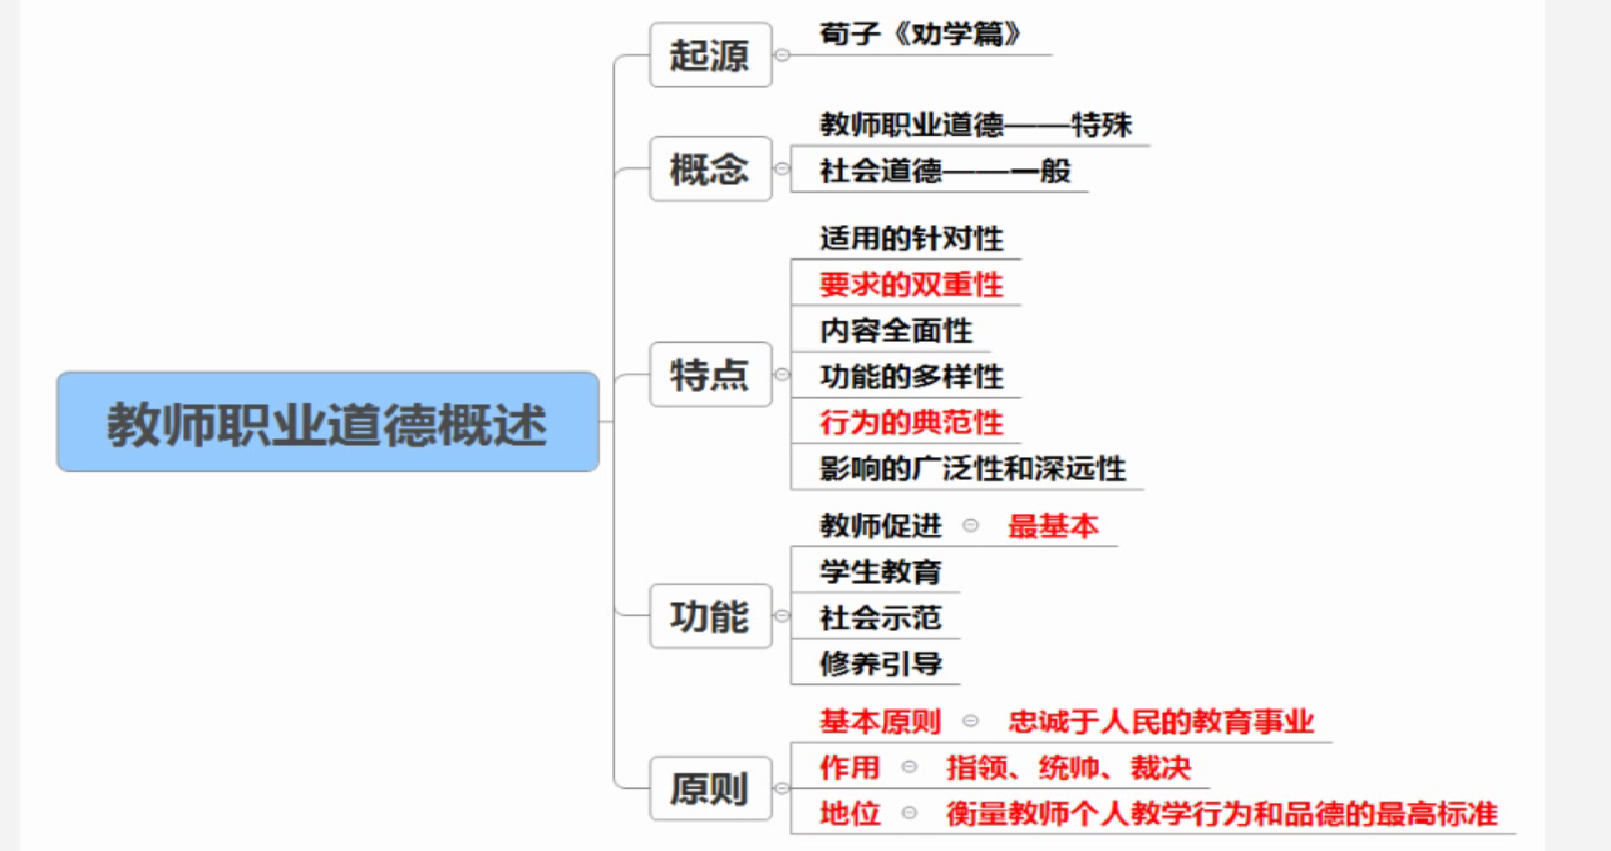 起源
荀子《劝学篇》
概念
教师职业道德——特殊
社会道德——一般
特点
适用的针对性
要求的双重性
内容全面性
功能的多样性
行为的典范性
影响的广泛性和深远性
教师职业道德概述
功能
教师促进 最基本
学生教育
社会示范
修养引导
原则
基本原则 忠诚于人民的教育事业
作用 指领、统帅、裁决
地位 衡量教师个人教学行为和品德的最高标准